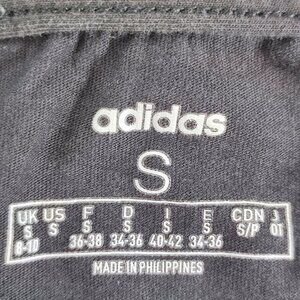 adidas
S
UK US F D I E CDN J
S S 36-38 34-36 40-42 34-36 S/P OT
8-10
MADE IN PHILIPPINES